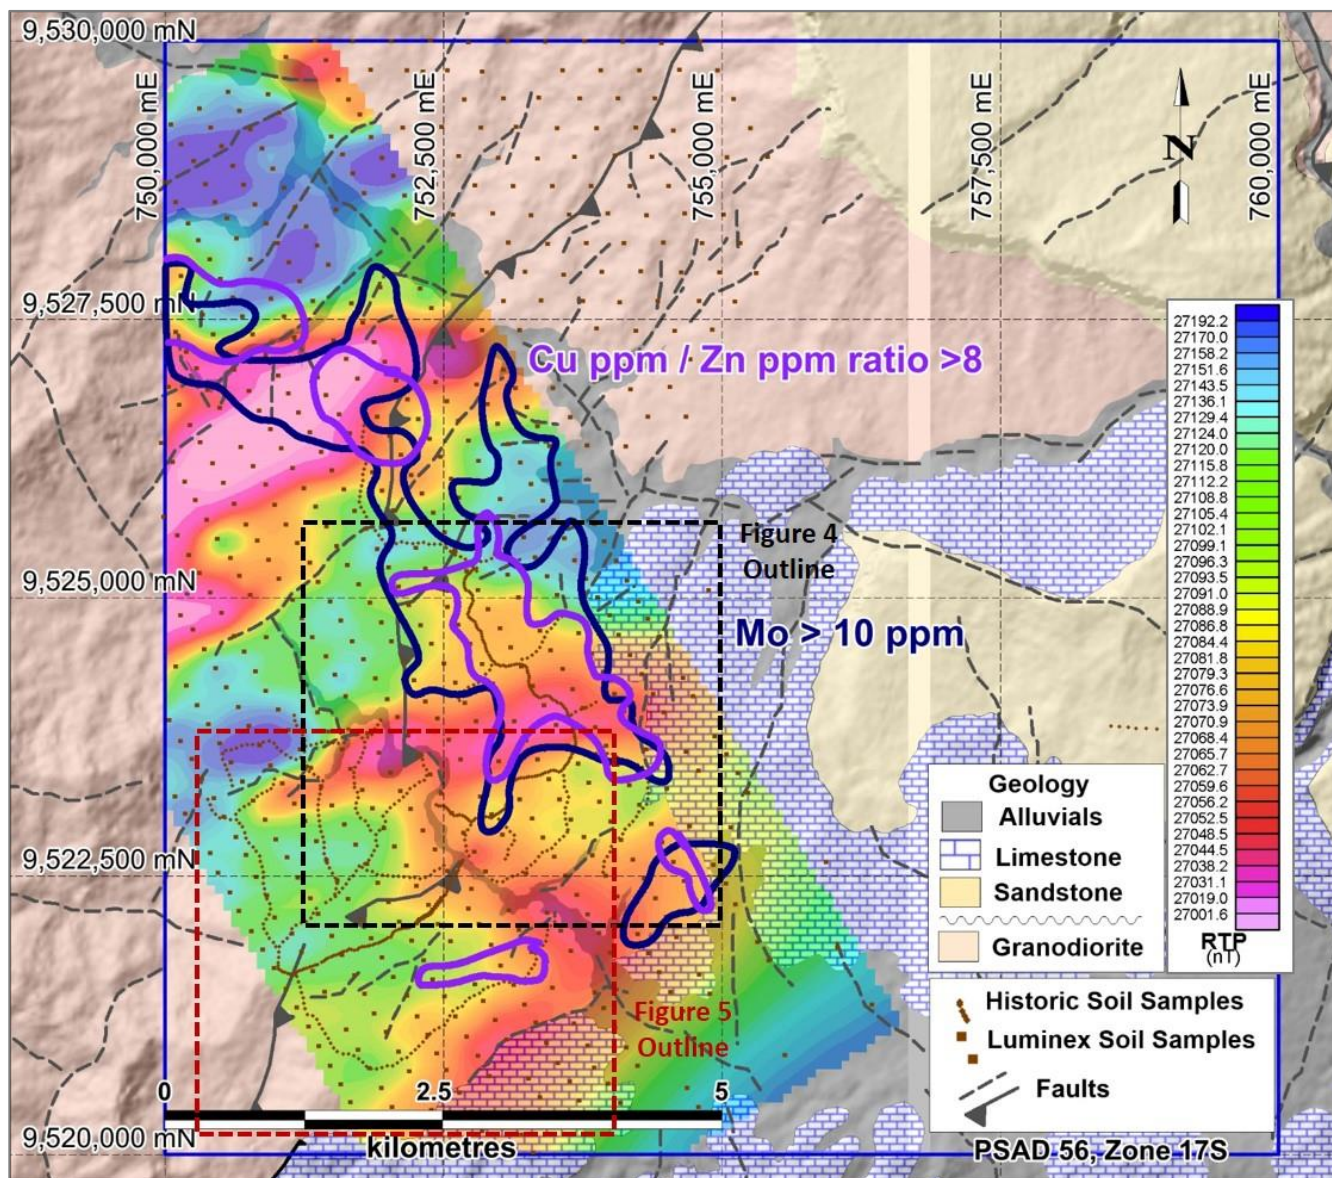 9,530,000 mN
750,000 mE
752,500 mE
755,000 mE
757,500 mE
760,000 mE
N
9,527,500 mN
Cu ppm / Zn ppm ratio >8
27192.2
27170.0
27158.2
27151.6
27143.5
27136.1
27129.4
27124.0
27120.0
27115.8
27112.2
27108.8
27105.4
27102.1
27099.1
27096.3
27093.5
27091.0
27088.9
27086.8
27084.4
27081.8
27079.3
27076.6
27073.9
27070.9
27068.4
27065.7
27062.7
27059.6
27056.2
27052.5
27048.5
27044.5
27038.2
27031.1
27019.0
27001.6
RTP
(nT)
Figure 4
Outline
9,525,000 mN
Mo > 10 ppm
Geology
Alluvials
Limestone
Sandstone
Granodiorite
9,522,500 mN
Figure 5
Outline
Historic Soil Samples
Luminex Soil Samples
Faults
0
2.5
5
kilometres
9,520,000 mN
PSAD 56, Zone 17S